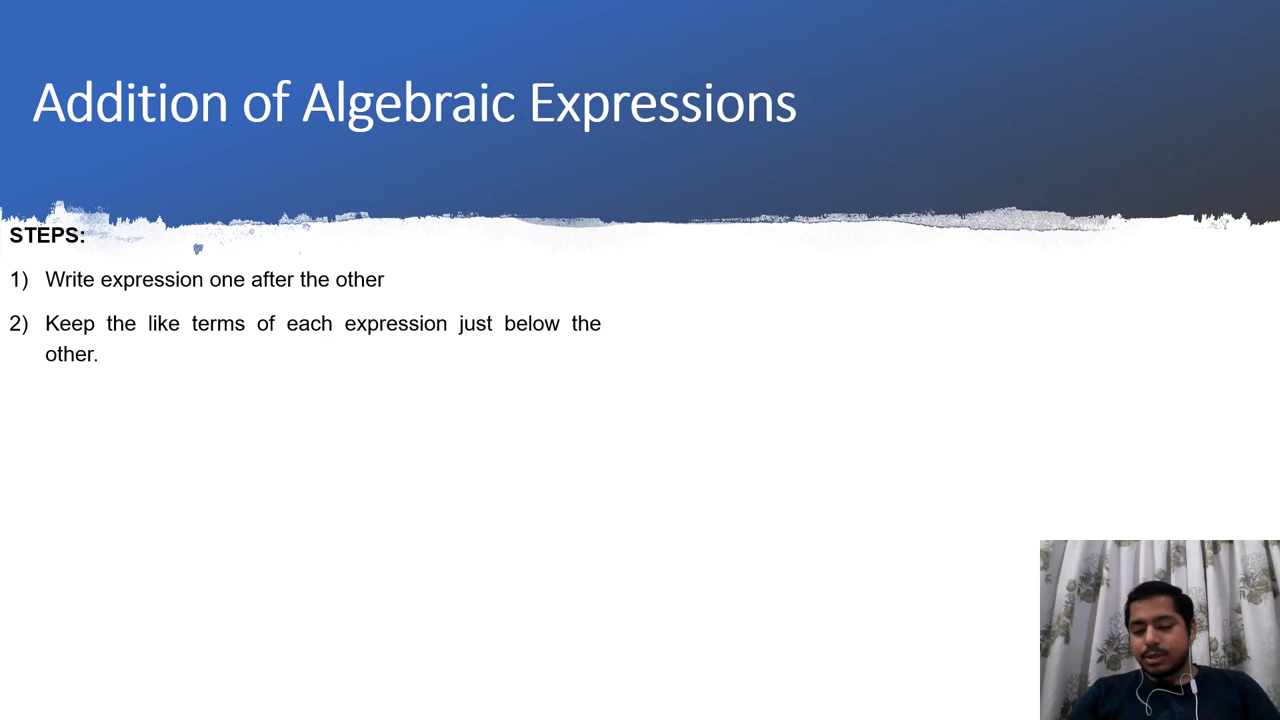 Addition of Algebraic Expressions
STEPS:
1) Write expression one after the other
2) Keep the like terms of each expression just below the
other.